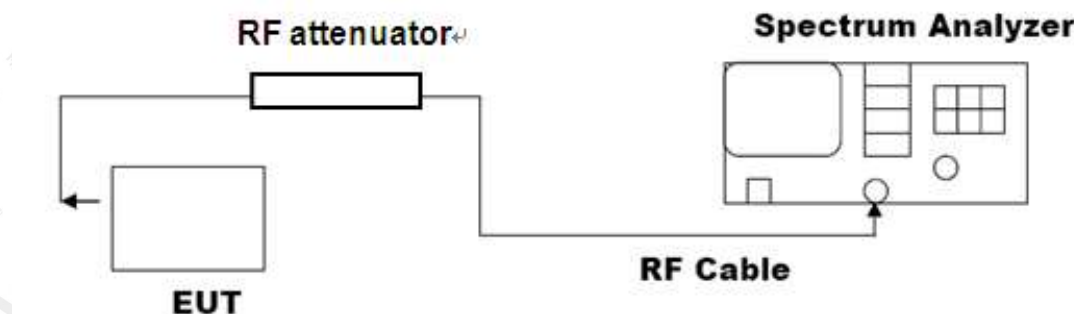 RF attenuator↵
Spectrum Analyzer
RF Cable
EUT